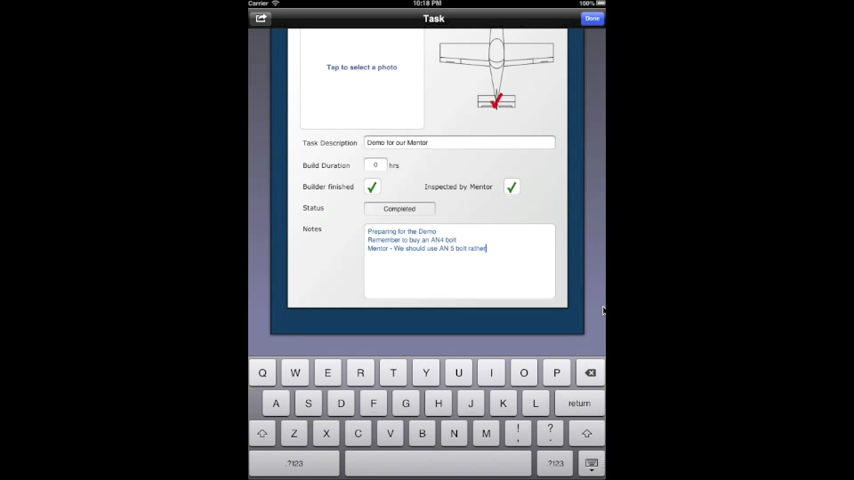 Carrier 10:18 PM 100%
Task Done
Tap to select a photo
Task Description Demo for our Mentor
Build Duration 0 hrs
Builder finished Inspected by Mentor
Status Completed
Notes Preparing for the Demo
Remember to buy an AN4 bolt
Mentor - We should use AN 5 bolt rather
Q W E R T Y U I O P
A S D F G H J K L return
Z X C V B N M ! , ? .
.?123 .?123